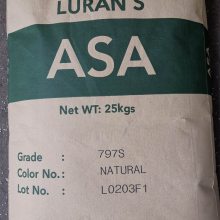 LURAN S
ASA
Net WT: 25kgs
Grade : 797S
Color No.: NATURAL
Lot No. : L0203F1